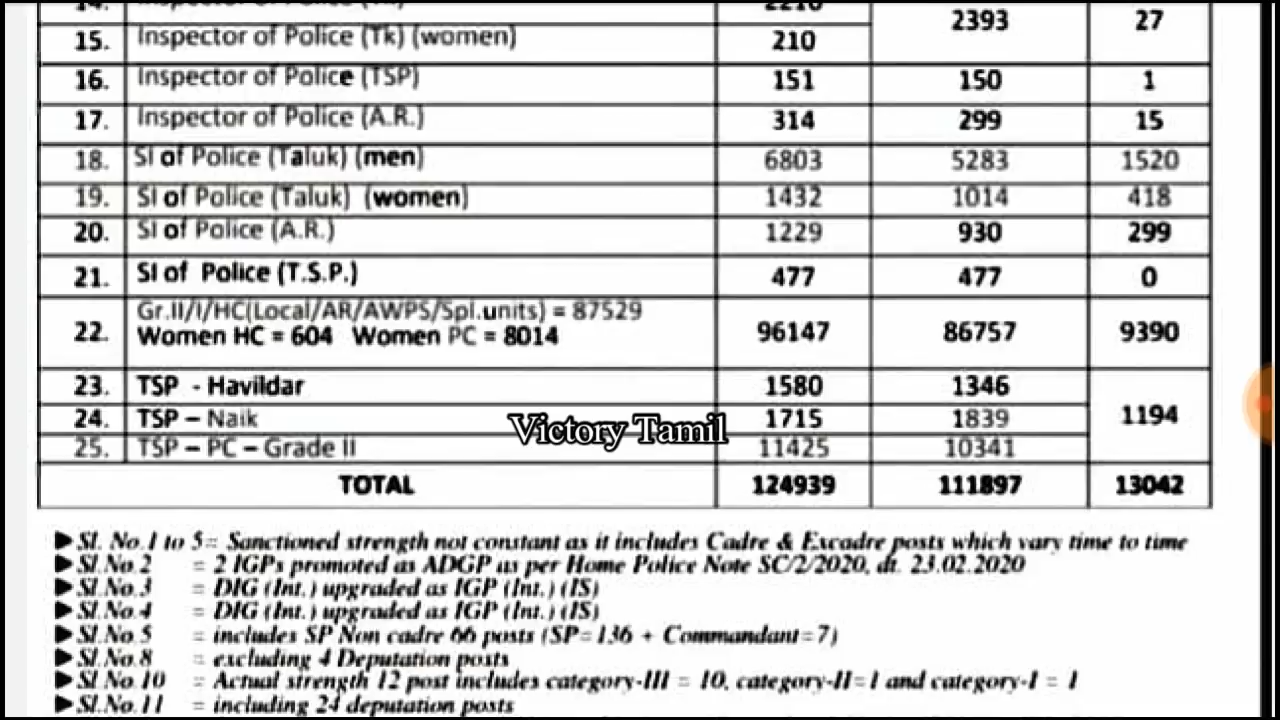 14. Inspector of Police 2210
2393 27
15. Inspector of Police (Tk) (women) 210
16. Inspector of Police (TSP) 151 150 1
17. Inspector of Police (A.R.) 314 299 15
18. SI of Police (Taluk) (men) 6803 5283 1520
19. SI of Police (Taluk) (women) 1432 1014 418
20. SI of Police (A.R.) 1229 930 299
21. SI of Police (T.S.P.) 477 477 0
Gr.II/I/HC(Local/AR/AWPS/Spl.units) = 87529
22. 96147 86757 9390
Women HC = 604 Women PC = 8014
23. TSP - Havildar 1580 1346
24. TSP – Naik 1715 1839 1194
Victory Tamil
25. TSP – PC – Grade II 11425 10341
TOTAL 124939 111897 13042
►Sl. No.1 to 5= Sanctioned strength not constant as it includes Cadre & Excadre posts which vary time to time
►Sl.No.2 = 2 IGPs promoted as ADGP as per Home Police Note SC/2/2020, dt. 23.02.2020
►Sl.No.3 = DIG (Int.) upgraded as IGP (Int.) (IS)
►Sl.No.4 = DIG (Int.) upgraded as IGP (Int.) (IS)
►Sl.No.5 = includes SP Non cadre 66 posts (SP=136 + Commandant=7)
►Sl.No.8 = excluding 4 Deputation posts
►Sl.No.10 = Actual strength 12 post includes category-III = 10, category-II=1 and category-I = 1
►Sl.No.11 = including 24 deputation posts